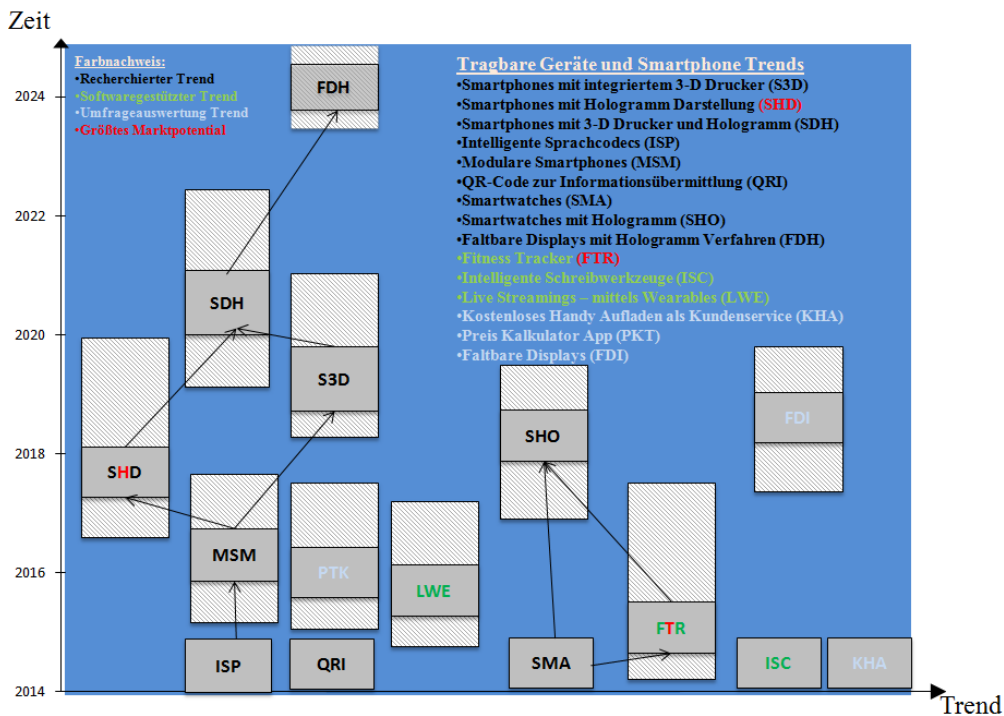 Zeit
Farbnachweis:
•Recherchierter Trend
•Softwaregestützter Trend
•Umfrageauswertung Trend
•Größtes Marktpotential
Tragbare Geräte und Smartphone Trends
•Smartphones mit integriertem 3-D Drucker (S3D)
•Smartphones mit Hologramm Darstellung (SHD)
•Smartphones mit 3-D Drucker und Hologramm (SDH)
•Intelligente Sprachcodecs (ISP)
•Modulare Smartphones (MSM)
•QR-Code zur Informationsübermittlung (QRI)
•Smartwatches (SMA)
•Smartwatches mit Hologramm (SHO)
•Faltbare Displays mit Hologramm Verfahren (FDH)
•Fitness Tracker (FTR)
•Intelligente Schreibwerkzeuge (ISC)
•Live Streamings – mittels Wearables (LWE)
•Kostenloses Handy Aufladen als Kundenservice (KHA)
•Preis Kalkulator App (PKT)
•Faltbare Displays (FDI)
2024
FDH
2022
SDH
2020
S3D
2018
SHD
SHO
FDI
2016
MSM
PTK
LWE
FTR
2014
ISP
QRI
SMA
ISC
KHA
Trend